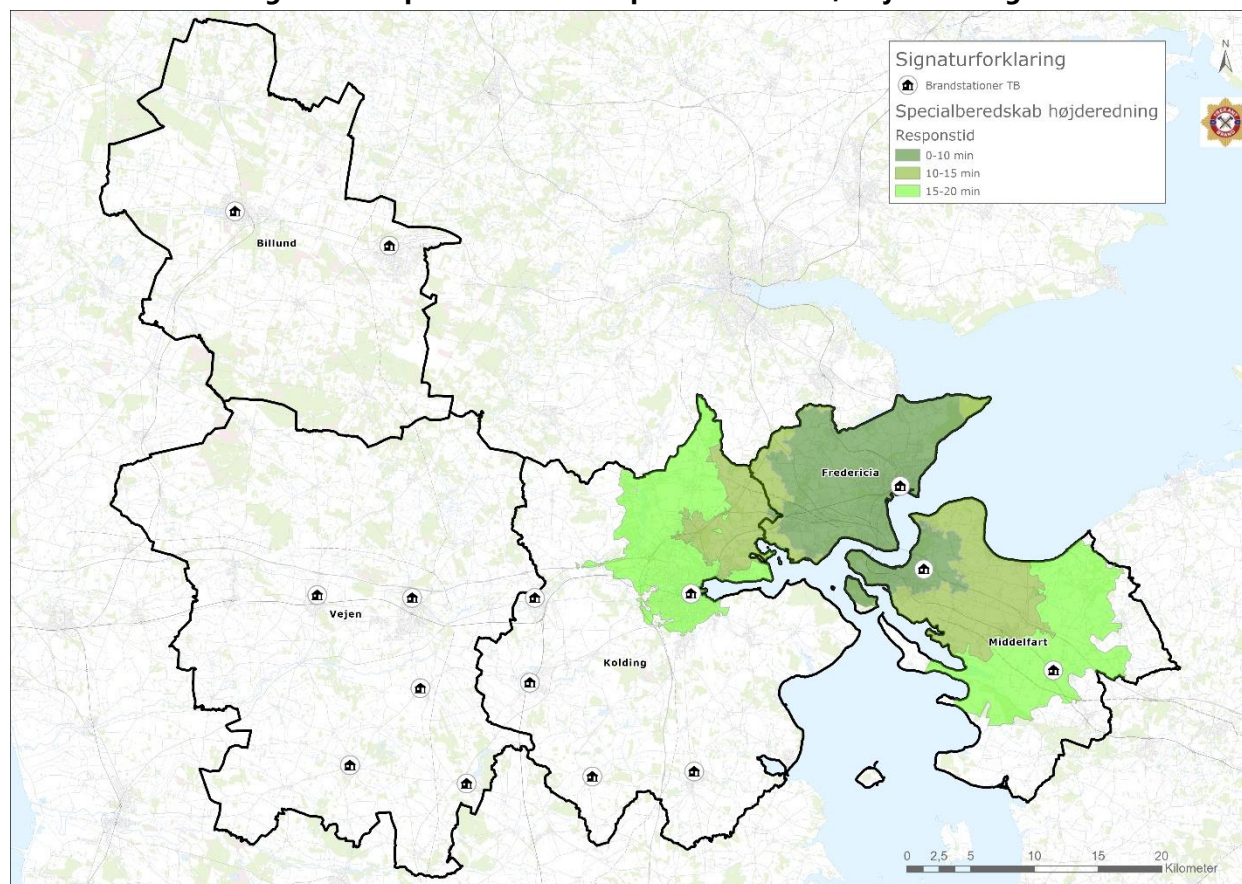 Signaturforklaring
Brandstationer TB
Specialberedskab højderedning
Responstid
0-10 min
10-15 min
15-20 min
N
Billund
Fredericia
Vejen
Kolding
Middelfart
0 2,5 5 10 15 20
Kilometer